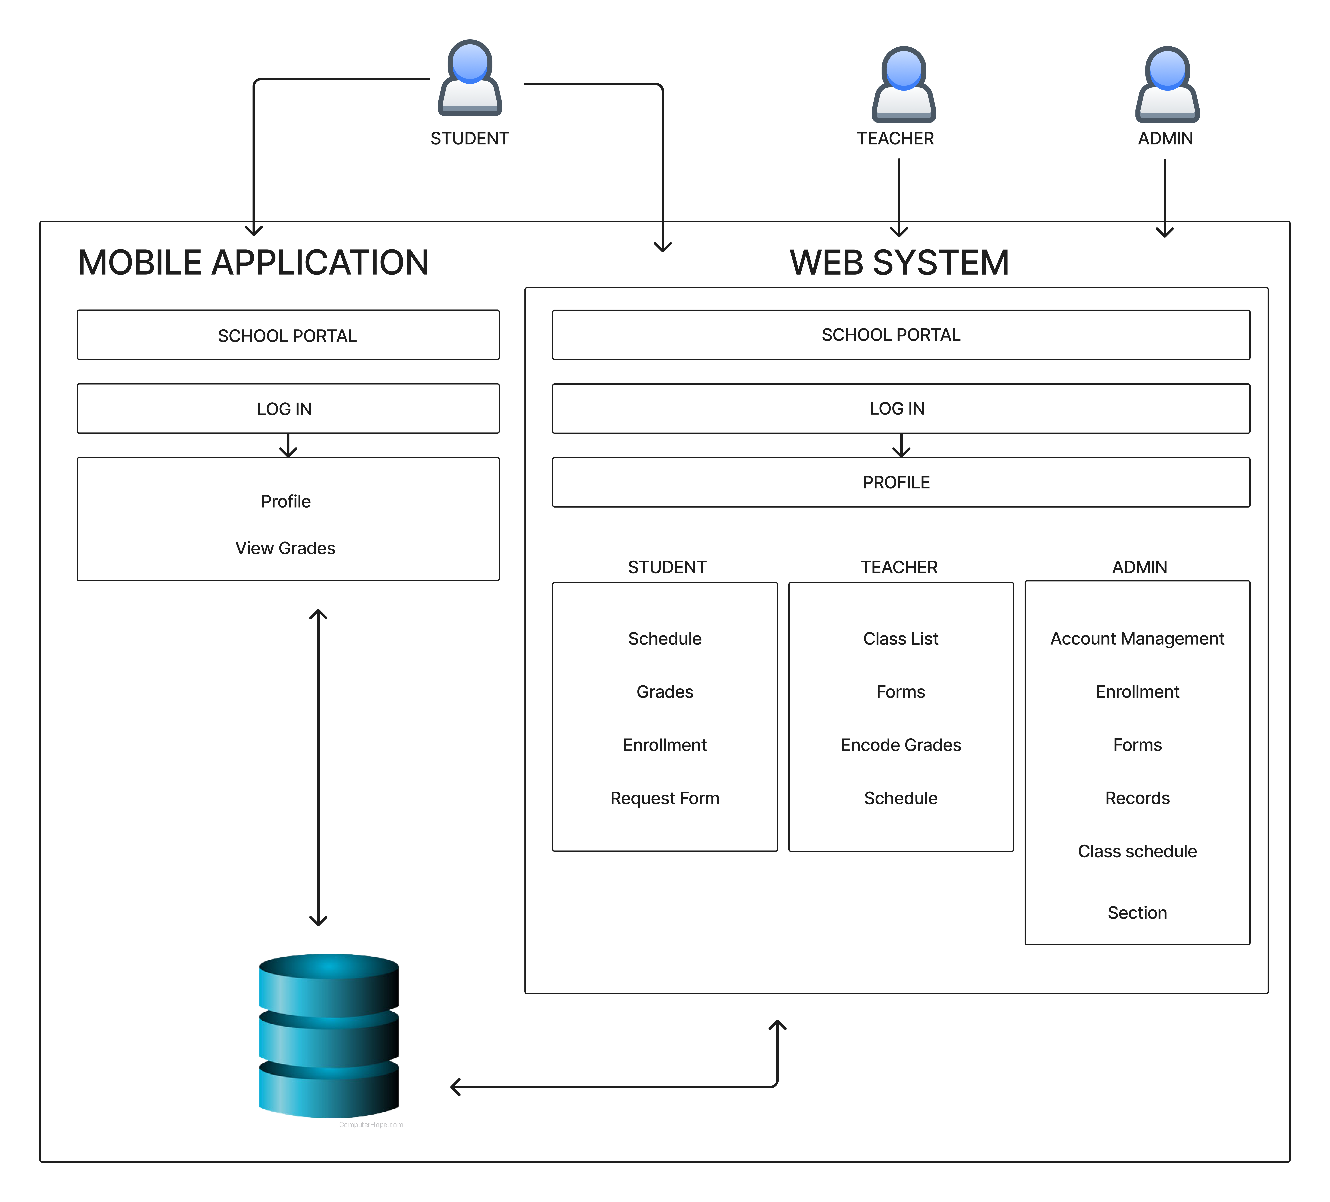 STUDENT
TEACHER
ADMIN
MOBILE APPLICATION
WEB SYSTEM
SCHOOL PORTAL
LOG IN
Profile
View Grades
SCHOOL PORTAL
LOG IN
PROFILE
STUDENT
Schedule
Grades
Enrollment
Request Form
TEACHER
Class List
Forms
Encode Grades
Schedule
ADMIN
Account Management
Enrollment
Forms
Records
Class schedule
Section
ComputerHope.com